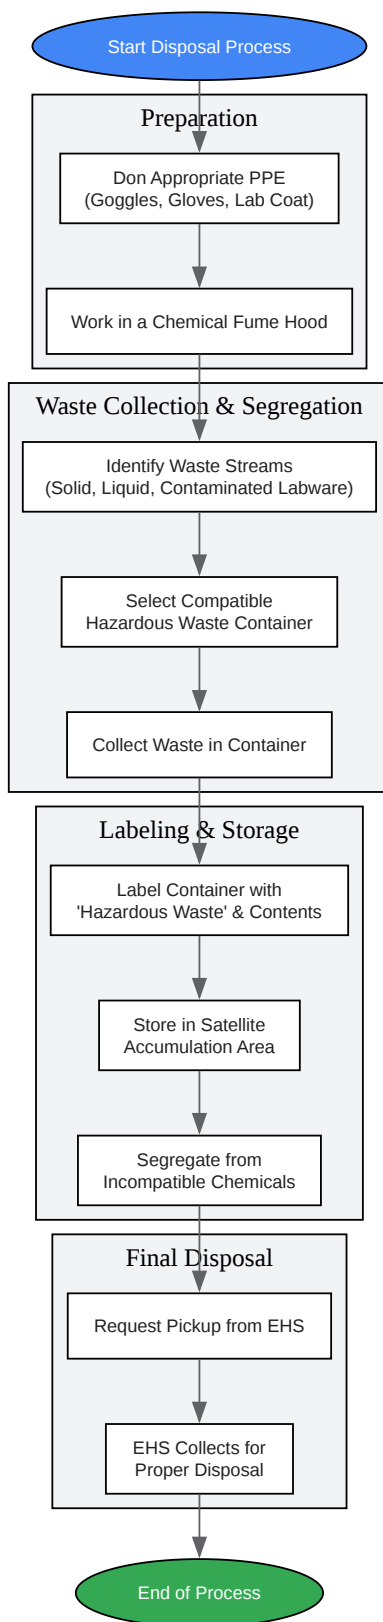 Start Disposal Process
Preparation
Don Appropriate PPE
(Goggles, Gloves, Lab Coat)
Work in a Chemical Fume Hood
Waste Collection & Segregation
Identify Waste Streams
(Solid, Liquid, Contaminated Labware)
Select Compatible
Hazardous Waste Container
Collect Waste in Container
Labeling & Storage
Label Container with
'Hazardous Waste' & Contents
Store in Satellite
Accumulation Area
Segregate from
Incompatible Chemicals
Final Disposal
Request Pickup from EHS
EHS Collects for
Proper Disposal
End of Process